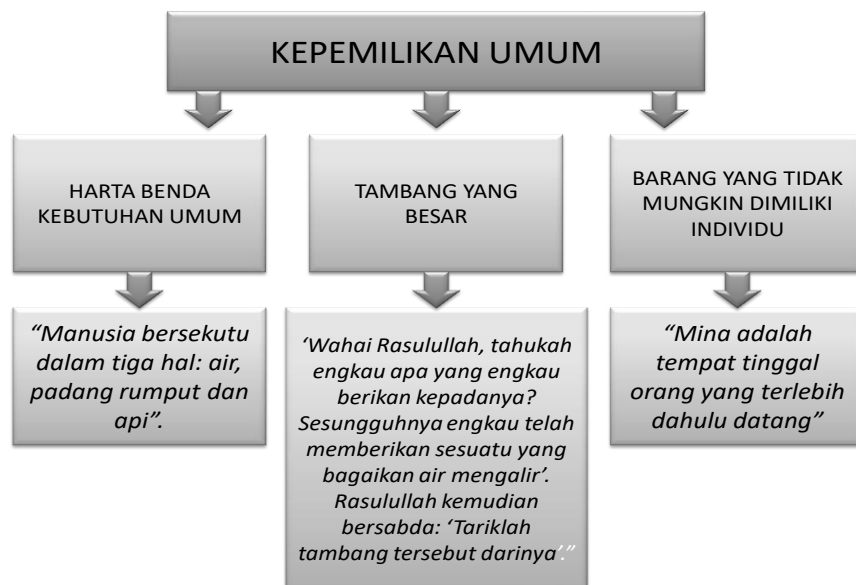 KEPEMILIKAN UMUM
HARTA BENDA
KEBUTUHAN UMUM
TAMBANG YANG
BESAR
BARANG YANG TIDAK
MUNGKIN DIMILIKI
INDIVIDU
“Manusia bersekutu
dalam tiga hal: air,
padang rumput dan
api”.
‘Wahai Rasulullah, tahukah
engkau apa yang engkau
berikan kepadanya?
Sesungguhnya engkau telah
memberikan sesuatu yang
bagaikan air mengalir’.
Rasulullah kemudian
bersabda: ‘Tariklah
tambang tersebut darinya’.”
“Mina adalah
tempat tinggal
orang yang terlebih
dahulu datang”